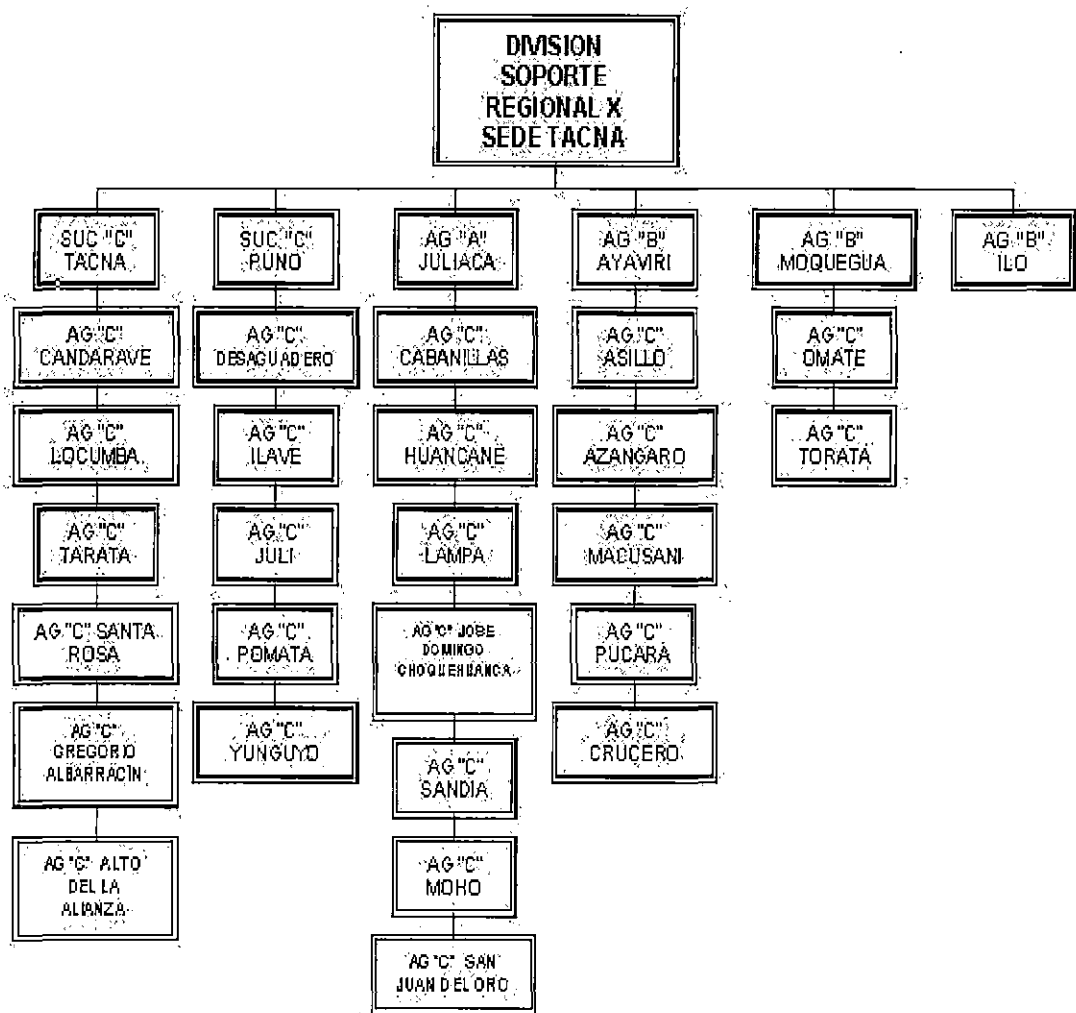 DIVISION
SOPORTE
REGIONAL X
SEDE TACNA
SUC "C"
TACNA
AG "C"
CANDARAVE
AG "C"
LOCUMBA
AG "C"
TARATA
AG "C" SANTA
ROSA
AG "C"
GREGORIO
ALBARRACIN
AG "C" ALTO
DEL LA
ALIANZA
SUC "C"
PUNO
AG "C"
DESAGUADERO
AG "C"
ILAVE
AG "C"
JULI
AG "C"
POMATA
AG "C"
YUNGUYO
AG "A"
JULIACA
AG "C"
CABANILLAS
AG "C"
HUANCANE
AG "C"
LAMPA
AG "C" JOSE
DOMINGO
CHOQUEHUANCA
AG "C"
SANDIA
AG "C"
MOHO
AG "C" SAN
JUAN DEL ORO
AG "B"
AYAVIRI
AG "C"
ASILLO
AG "C"
AZANGARO
AG "C"
MACUSANI
AG "C"
PUCARA
AG "C"
CRUCERO
AG "B"
MOQUEGUA
AG "C"
OMATE
AG "C"
TORATA
AG "B"
ILO